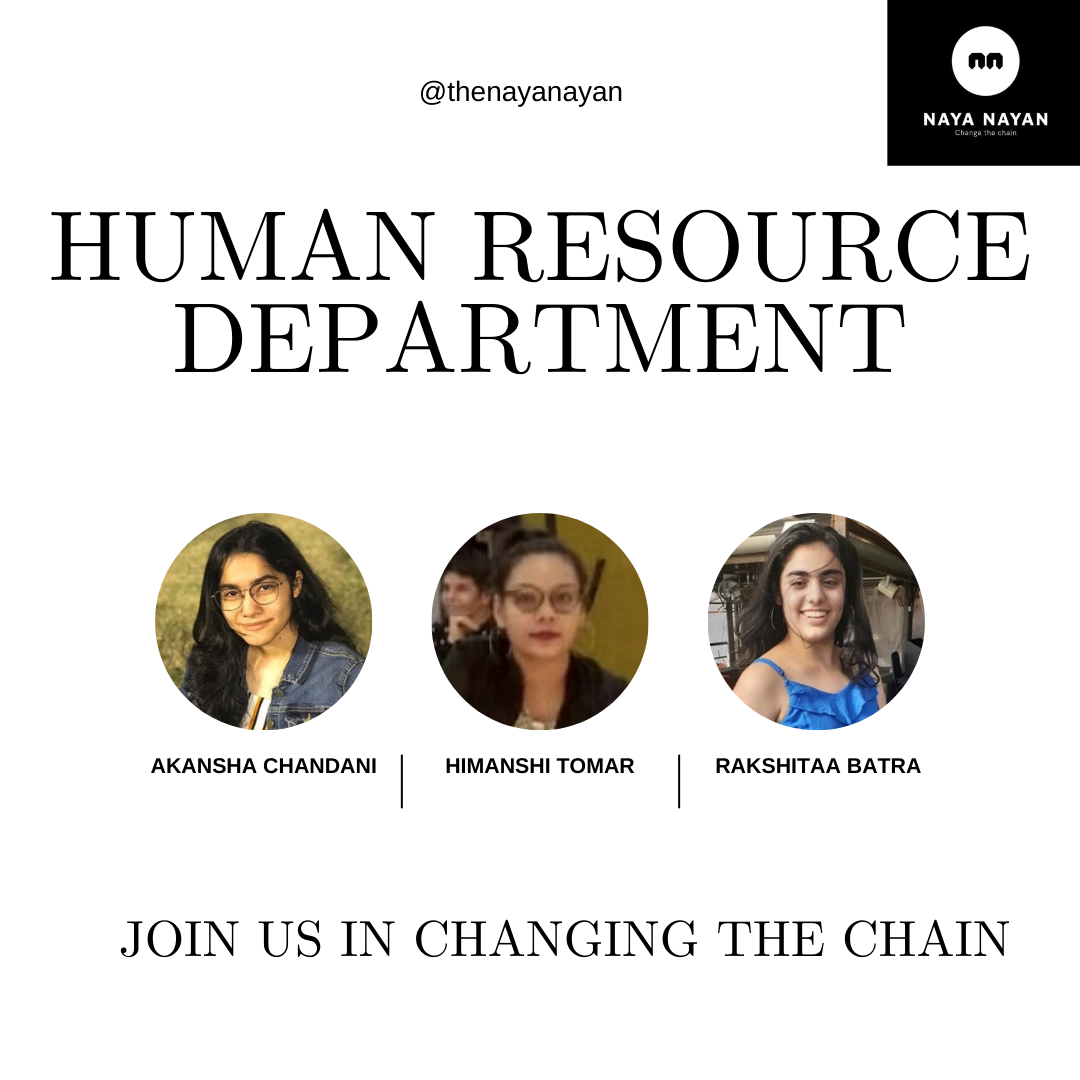 @thenayanayan
NAYA NAYAN
Change the chain
HUMAN RESOURCE
DEPARTMENT
AKANSHA CHANDANI
HIMANSHI TOMAR
RAKSHITAA BATRA
JOIN US IN CHANGING THE CHAIN